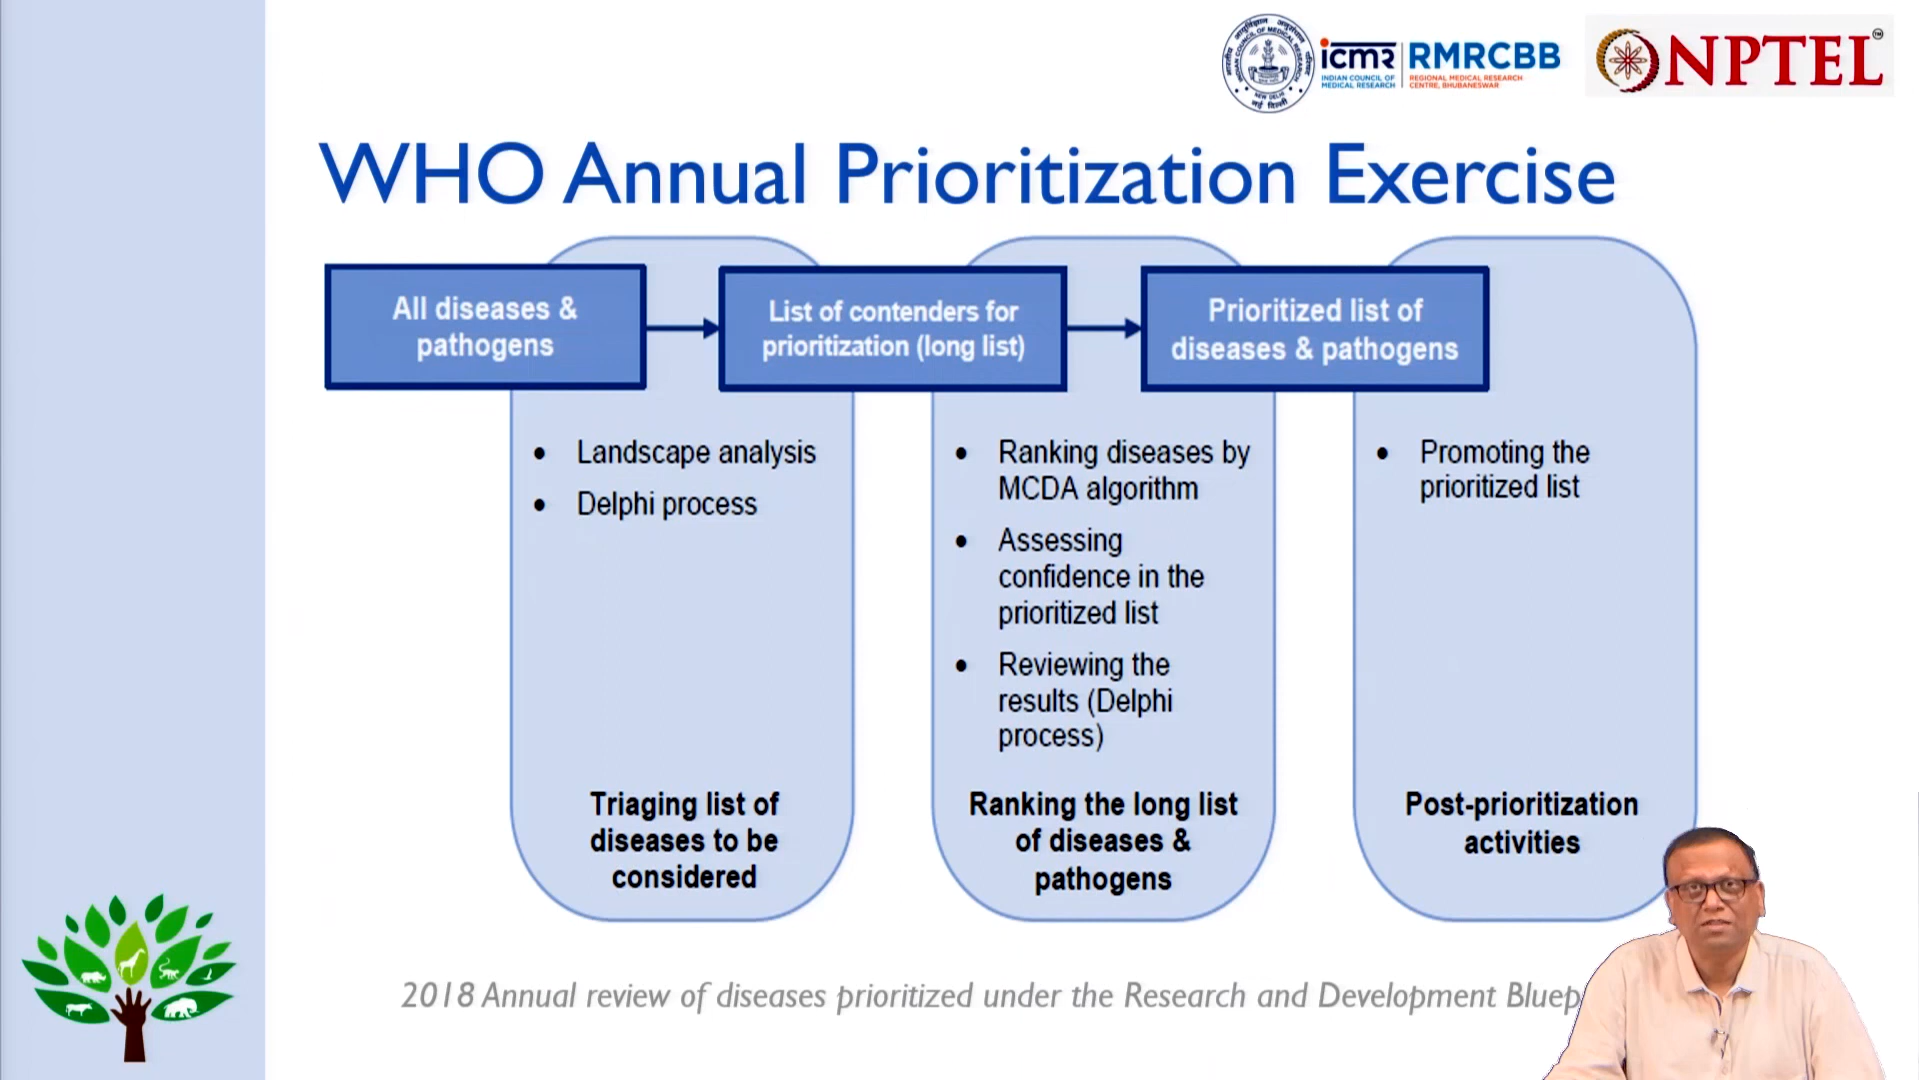 icmr
INDIAN COUNCIL OF
MEDICAL RESEARCH
RMRCBB
REGIONAL MEDICAL RESEARCH
CENTRE, BHUBANESWAR
NPTEL
WHO Annual Prioritization Exercise
All diseases &
pathogens
List of contenders for
prioritization (long list)
Prioritized list of
diseases & pathogens
• Landscape analysis
• Delphi process
Triaging list of
diseases to be
considered
• Ranking diseases by
MCDA algorithm
• Assessing
confidence in the
prioritized list
• Reviewing the
results (Delphi
process)
Ranking the long list
of diseases &
pathogens
• Promoting the
prioritized list
Post-prioritization
activities
2018 Annual review of diseases prioritized under the Research and Development Bluep